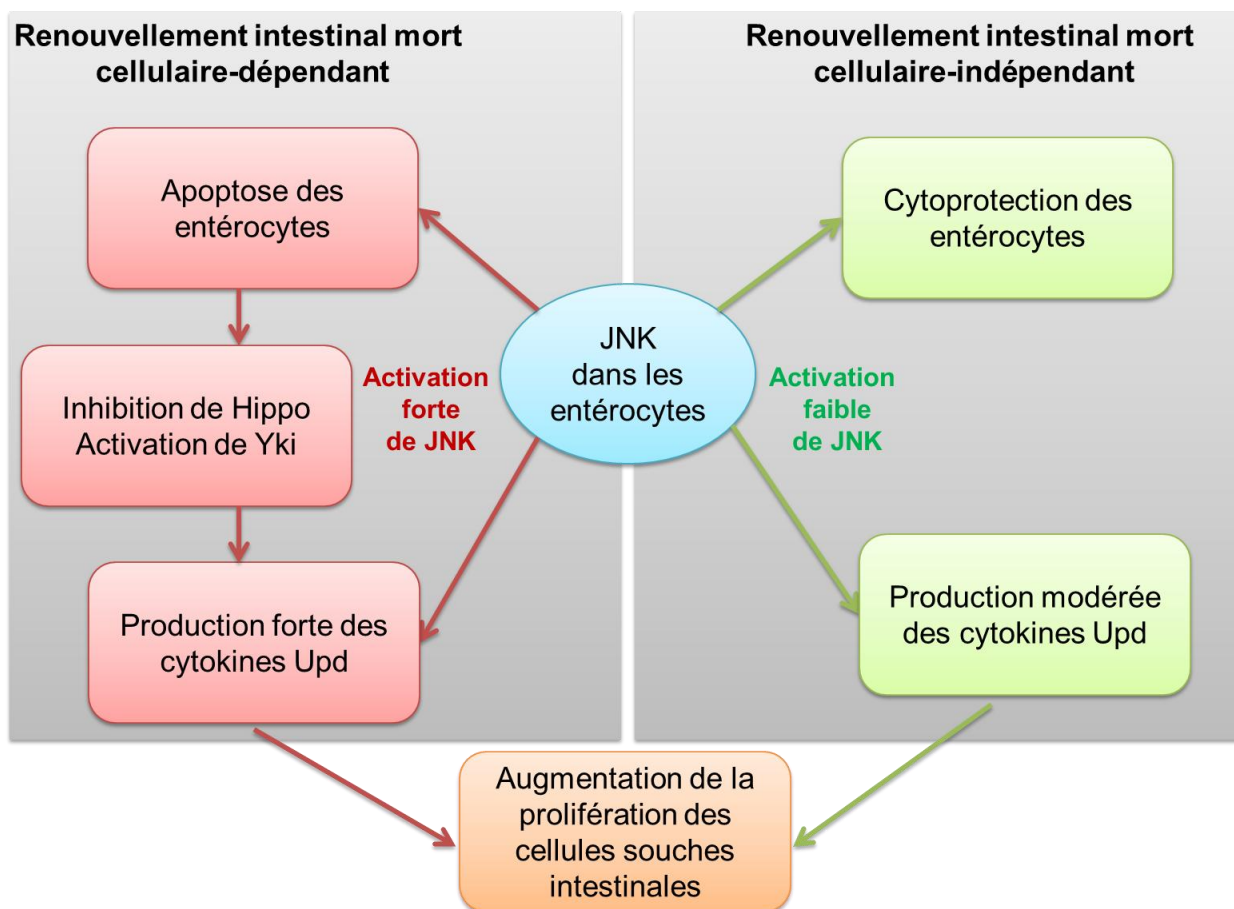 Renouvellement intestinal mort
cellulaire-dépendant
Renouvellement intestinal mort
cellulaire-indépendant
Apoptose des
entérocytes
Cytoprotection des
entérocytes
JNK
dans les
entérocytes
Inhibition de Hippo
Activation de Yki
Activation
forte
de JNK
Activation
faible
de JNK
Production forte des
cytokines Upd
Production modérée
des cytokines Upd
Augmentation de la
prolifération des
cellules souches
intestinales